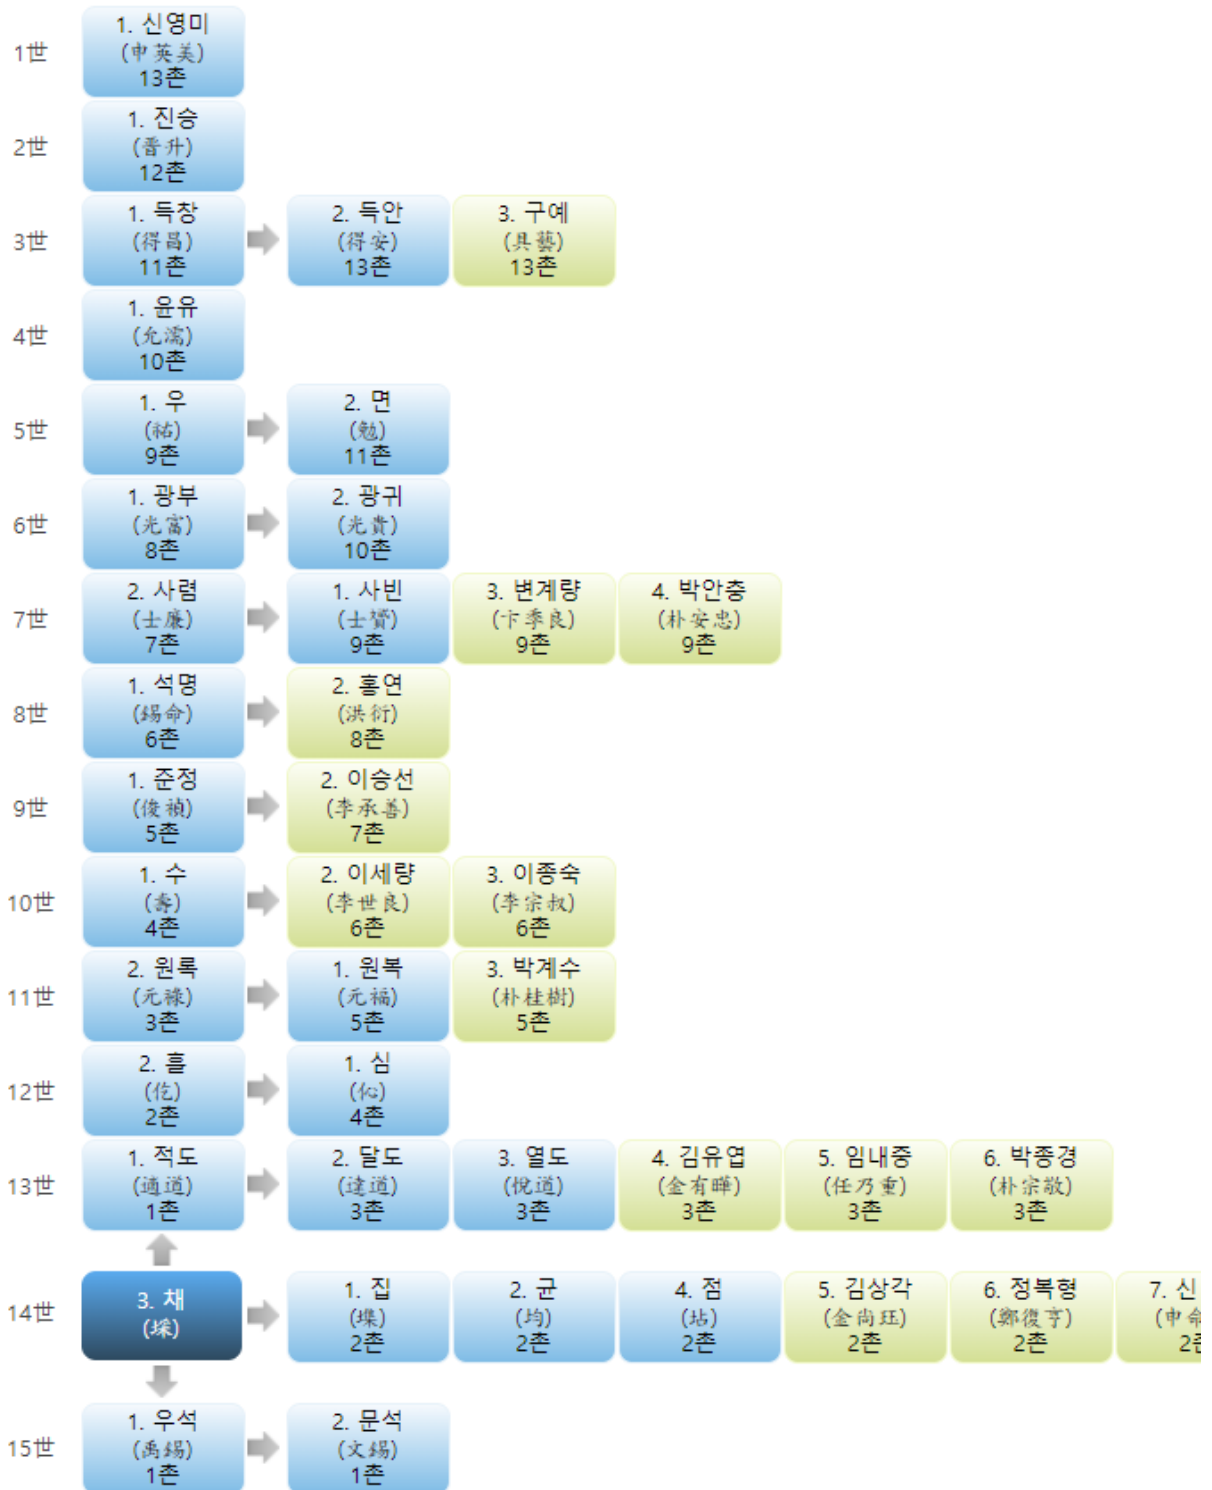 1世
1. 신영미
(申英美)
13촌
2世
1. 진승
(晋升)
12촌
3世
1. 득창
(得昌)
11촌
2. 득안
(得安)
13촌
3. 구예
(具藝)
13촌
4世
1. 윤유
(允濡)
10촌
5世
1. 우
(祐)
9촌
2. 면
(勉)
11촌
6世
1. 광부
(光富)
8촌
2. 광귀
(光貴)
10촌
7世
2. 사렴
(士廉)
7촌
1. 사빈
(士贇)
9촌
3. 변계량
(卞季良)
9촌
4. 박안충
(朴安忠)
9촌
8世
1. 석명
(錫命)
6촌
2. 홍연
(洪衍)
8촌
9世
1. 준정
(俊禎)
5촌
2. 이승선
(李承善)
7촌
10世
1. 수
(壽)
4촌
2. 이세량
(李世良)
6촌
3. 이종숙
(李宗叔)
6촌
11世
2. 원록
(元祿)
3촌
1. 원복
(元福)
5촌
3. 박계수
(朴桂樹)
5촌
12世
2. 흘
(仡)
2촌
1. 심
(伈)
4촌
13世
1. 적도
(適道)
1촌
2. 달도
(達道)
3촌
3. 열도
(悅道)
3촌
4. 김유엽
(金有曄)
3촌
5. 임내중
(任乃重)
3촌
6. 박종경
(朴宗敬)
3촌
14世
3. 채
(埰)
1. 집
(㙫)
2촌
2. 균
(均)
2촌
4. 점
(坫)
2촌
5. 김상각
(金尙珏)
2촌
6. 정복형
(鄭復亨)
2촌
7. 신
(申命
2촌
15世
1. 우석
(禹錫)
1촌
2. 문석
(文錫)
1촌